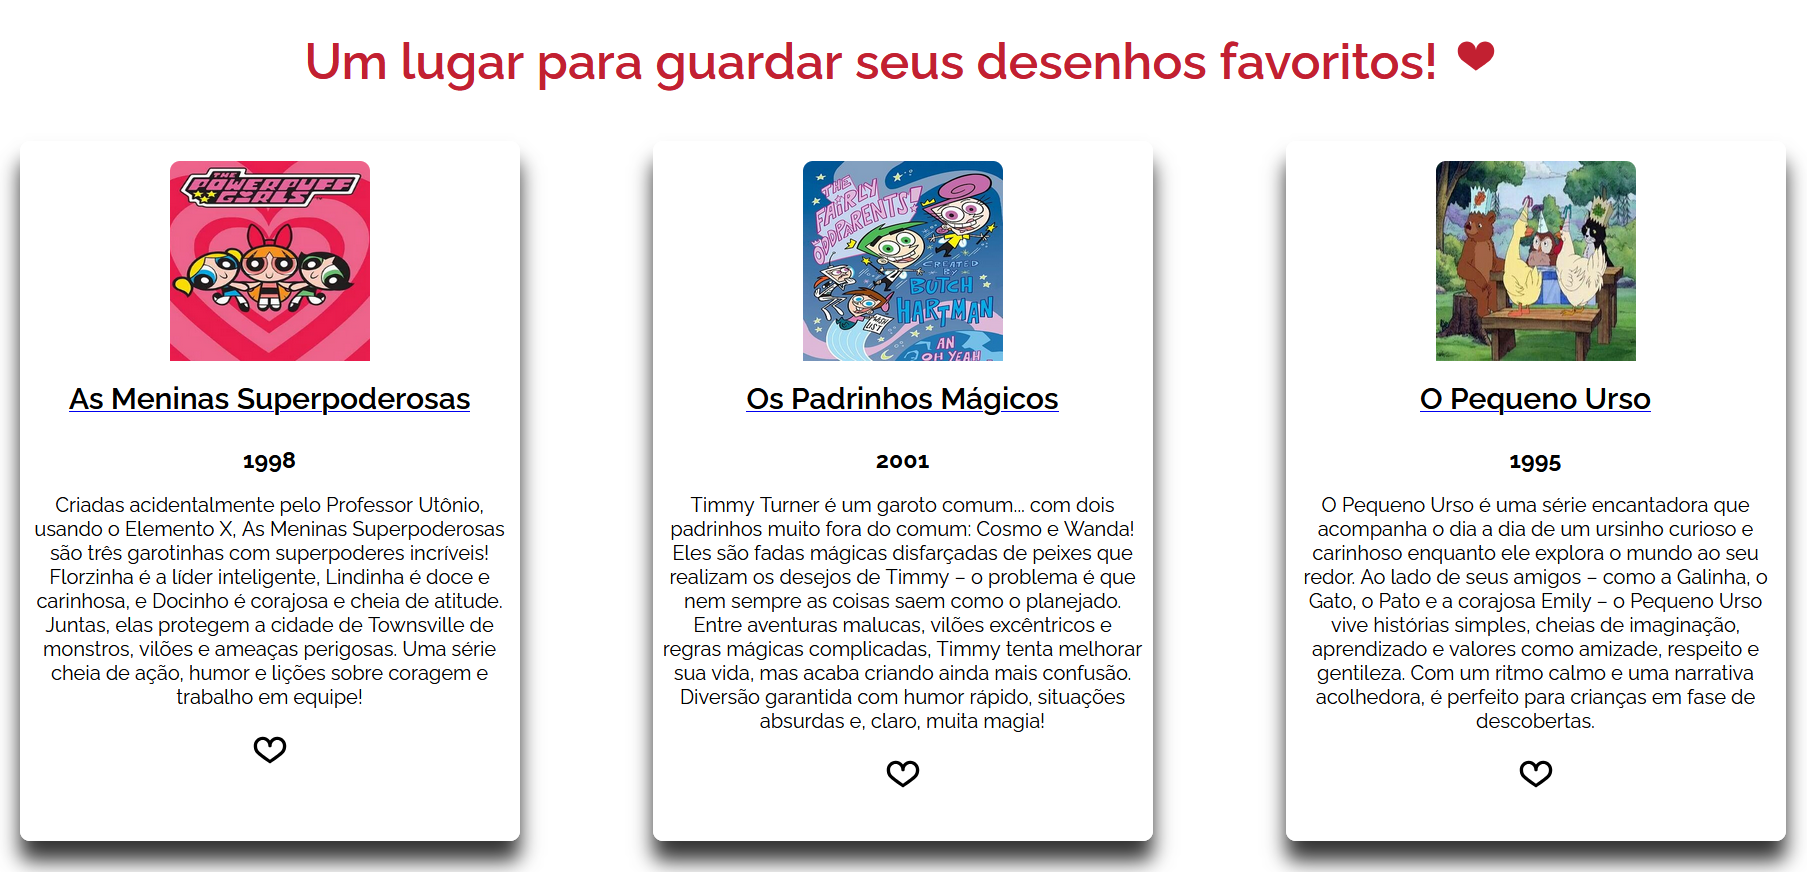 Um lugar para guardar seus desenhos favoritos!
THE
POWERPUFF
GIRLS
As Meninas Superpoderosas
1998
Criadas acidentalmente pelo Professor Utônio,
usando o Elemento X, As Meninas Superpoderosas
são três garotinhas com superpoderes incríveis!
Florzinha é a líder inteligente, Lindinha é doce e
carinhosa, e Docinho é corajosa e cheia de atitude.
Juntas, elas protegem a cidade de Townsville de
monstros, vilões e ameaças perigosas. Uma série
cheia de ação, humor e lições sobre coragem e
trabalho em equipe!
THE
FAIRLY
ODDPARENTS!
CREATED
BY
BUTCH
HARTMAN
WISH
LIST
AN
OH YEAH
Os Padrinhos Mágicos
2001
Timmy Turner é um garoto comum... com dois
padrinhos muito fora do comum: Cosmo e Wanda!
Eles são fadas mágicas disfarçadas de peixes que
realizam os desejos de Timmy – o problema é que
nem sempre as coisas saem como o planejado.
Entre aventuras malucas, vilões excêntricos e
regras mágicas complicadas, Timmy tenta melhorar
sua vida, mas acaba criando ainda mais confusão.
Diversão garantida com humor rápido, situações
absurdas e, claro, muita magia!
O Pequeno Urso
1995
O Pequeno Urso é uma série encantadora que
acompanha o dia a dia de um ursinho curioso e
carinhoso enquanto ele explora o mundo ao seu
redor. Ao lado de seus amigos – como a Galinha, o
Gato, o Pato e a corajosa Emily – o Pequeno Urso
vive histórias simples, cheias de imaginação,
aprendizado e valores como amizade, respeito e
gentileza. Com um ritmo calmo e uma narrativa
acolhedora, é perfeito para crianças em fase de
descobertas.